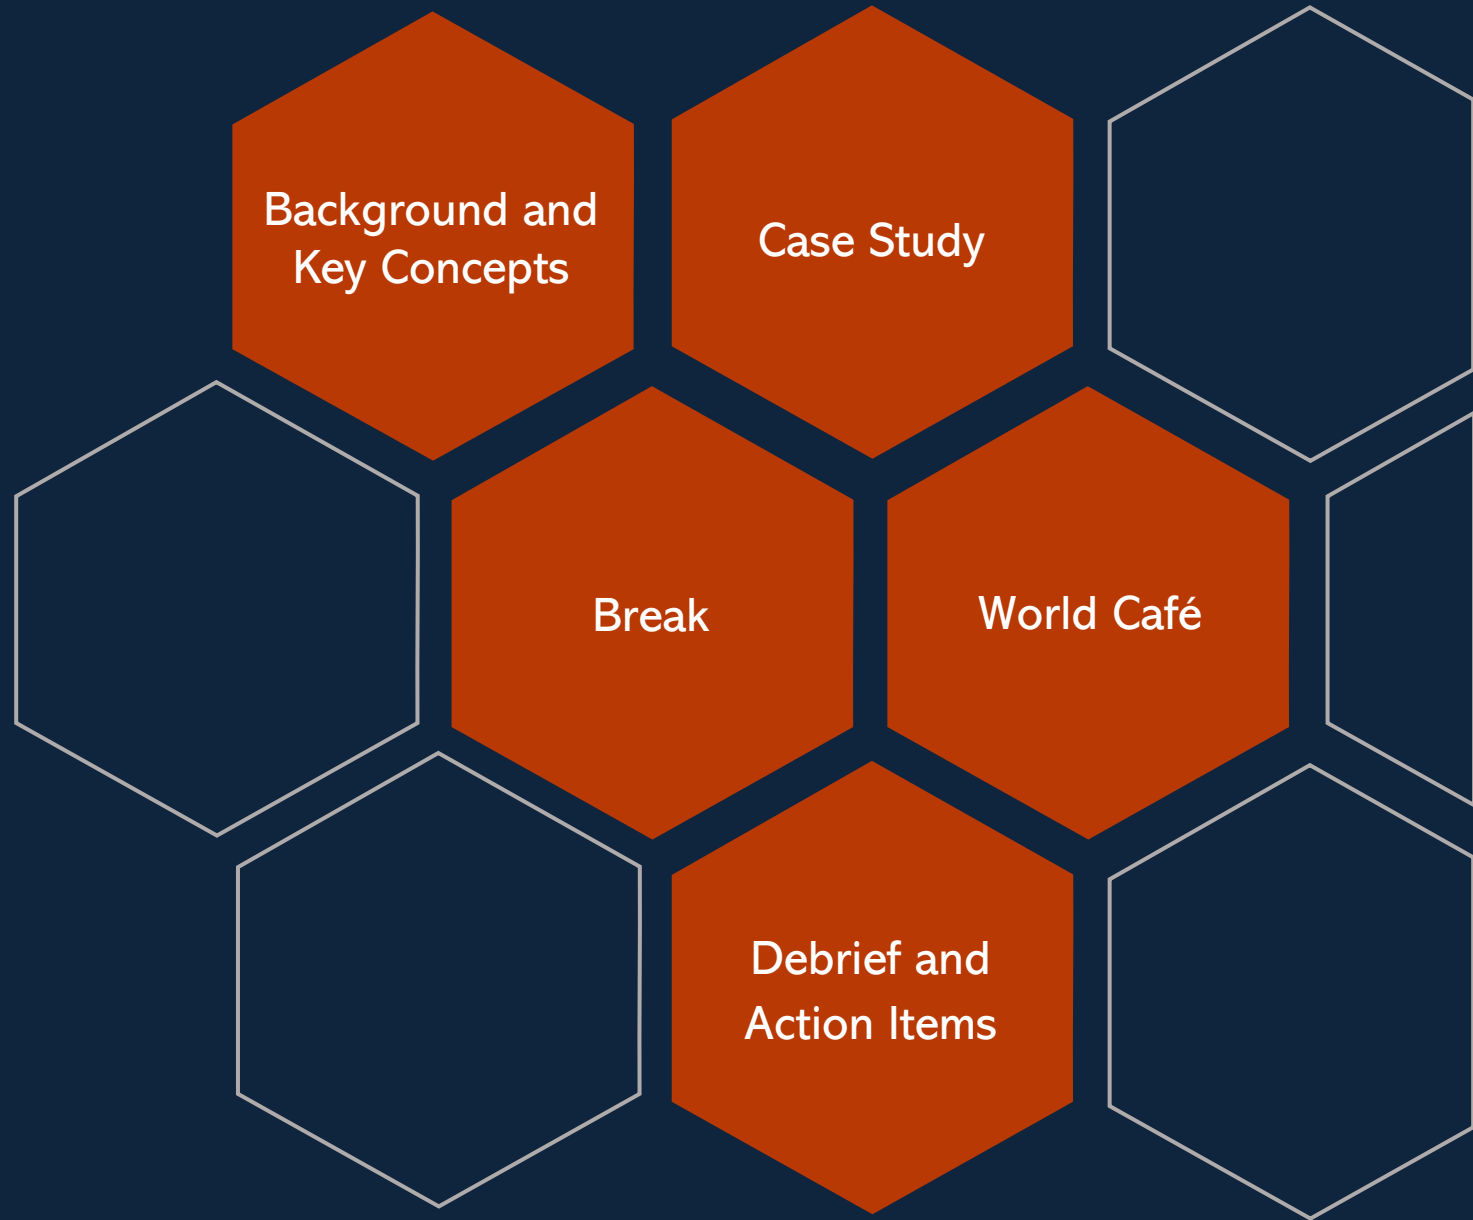 Background and
Key Concepts
Case Study
Break
World Café
Debrief and
Action Items